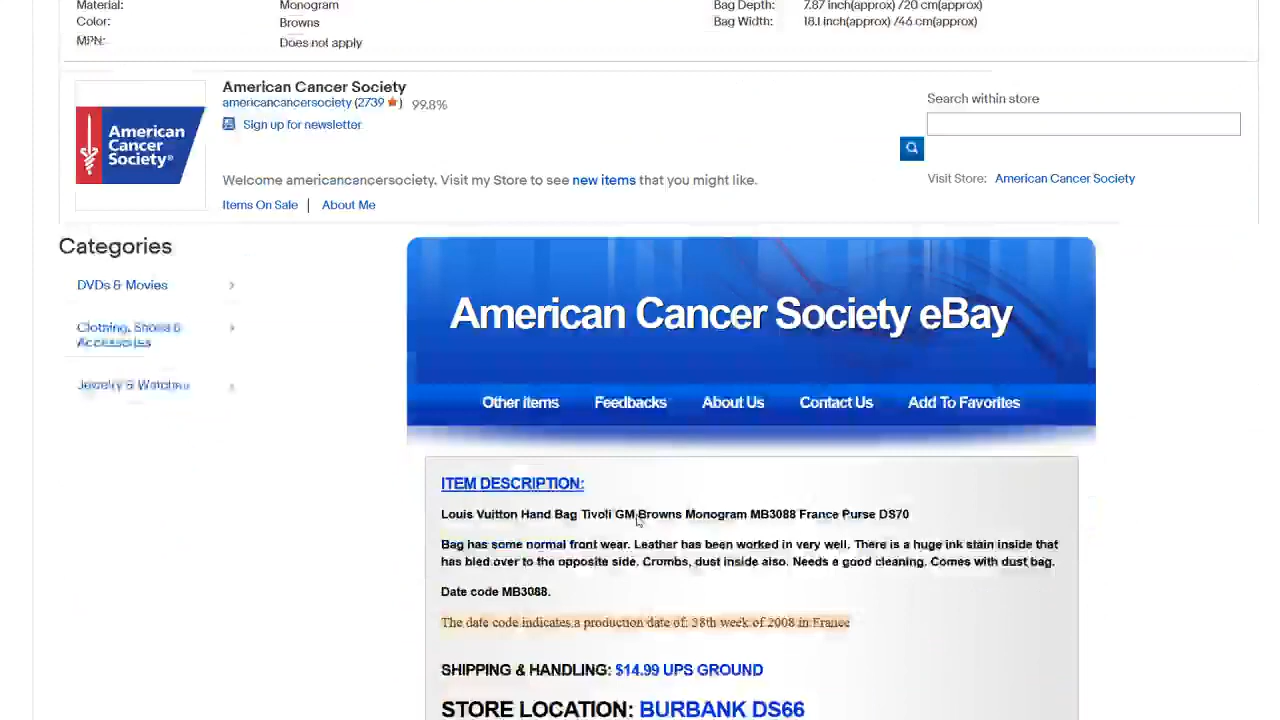 Material: Monogram Bag Depth: 7.87 inch(approx) /20 cm(approx)
Color: Browns Bag Width: 18.1 inch(approx) /46 cm(approx)
MPN: Does not apply
American Cancer Society
americancancersociety (2739 ) 99.8%
Sign up for newsletter
Search within store
American
Cancer
Society®
Welcome americancancersociety. Visit my Store to see new items that you might like.
Visit Store: American Cancer Society
Items On Sale | About Me
Categories
DVDs & Movies
Clothing, Shoes &
Accessories
Jewelry & Watches
American Cancer Society eBay
Other items Feedbacks About Us Contact Us Add To Favorites
ITEM DESCRIPTION:
Louis Vuitton Hand Bag Tivoli GM Browns Monogram MB3088 France Purse DS70
Bag has some normal front wear. Leather has been worked in very well. There is a huge ink stain inside that
has bled over to the opposite side. Crombs, dust inside also. Needs a good cleaning. Comes with dust bag.
Date code MB3088.
The date code indicates a production date of: 38th week of 2008 in France
SHIPPING & HANDLING: $14.99 UPS GROUND
STORE LOCATION: BURBANK DS66